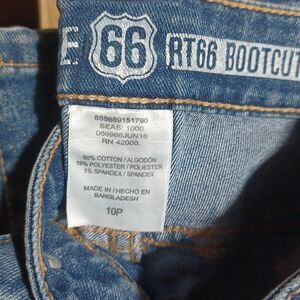 E 66 RT66 BOOTCUT
888689151790
SEAS: 1000
066966JUN16
RN 42000.
80% COTTON / ALGODÓN
19% POLYESTER / POLIESTER
1% SPANDEX / SPANDEX
MADE IN / HECHO EN
BANGLADESH
10P